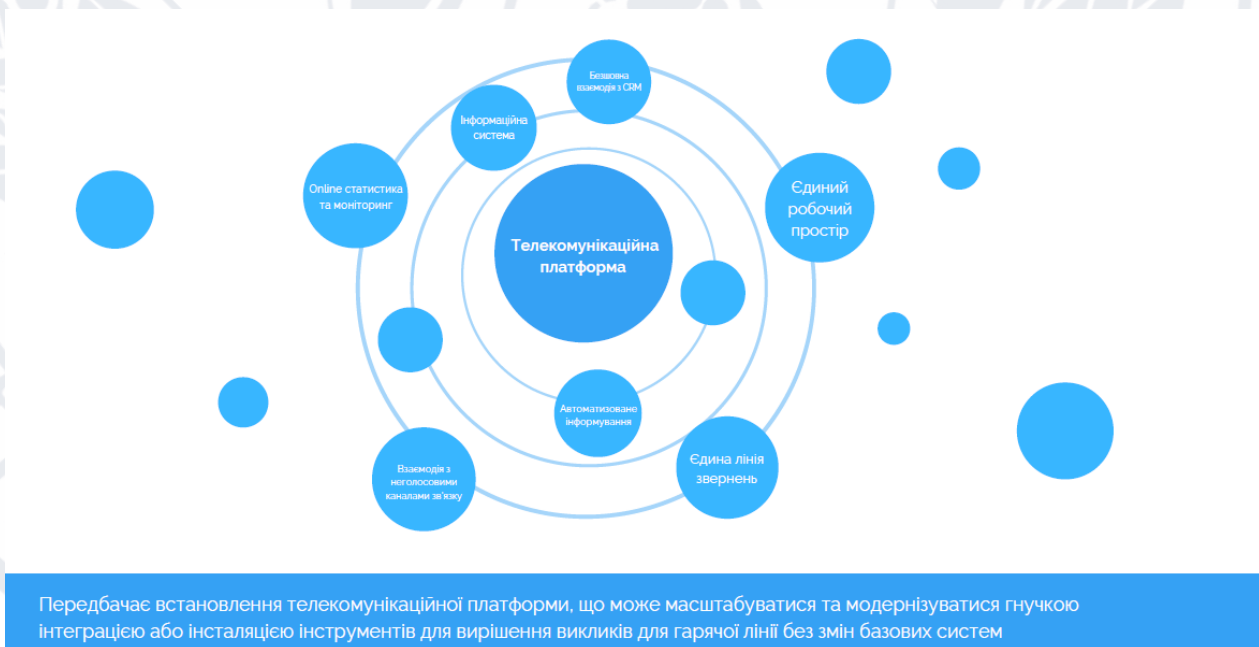 Безшовна
взаємодія з CRM
Інформаційна
система
Online статистика
та моніторинг
Єдиний
робочий
простір
Телекомунікаційна
платформа
Автоматизоване
інформування
Єдина лінія
звернень
Взаємодія з
неголосовими
каналами зв'язку
Передбачає встановлення телекомунікаційної платформи, що може масштабуватися та модернізуватися гнучкою
інтеграцією або інсталяцією інструментів для вирішення викликів для гарячої лінії без змін базових систем